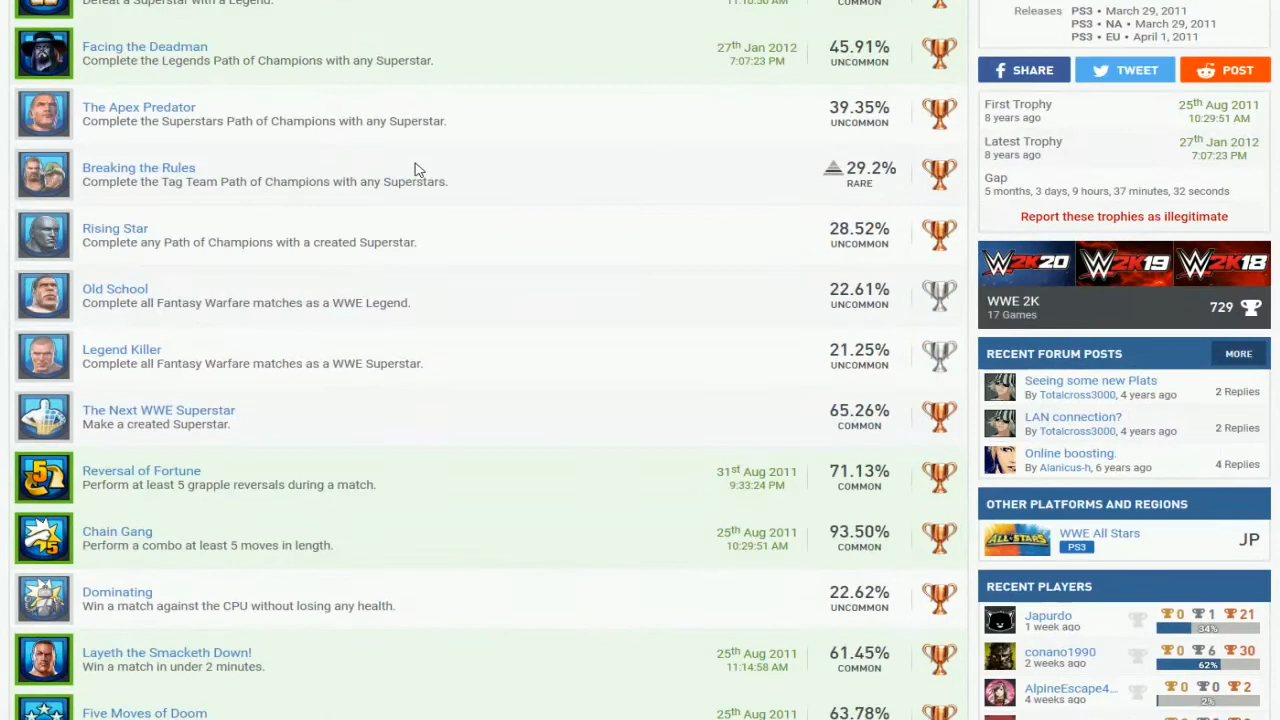 Defeat a Superstar with a Legend.
11:10:50 AM
COMMON
Facing the Deadman
Complete the Legends Path of Champions with any Superstar.
27th Jan 2012
7:07:23 PM
45.91%
UNCOMMON
The Apex Predator
Complete the Superstars Path of Champions with any Superstar.
39.35%
UNCOMMON
Breaking the Rules
Complete the Tag Team Path of Champions with any Superstars.
29.2%
RARE
Rising Star
Complete any Path of Champions with a created Superstar.
28.52%
UNCOMMON
Old School
Complete all Fantasy Warfare matches as a WWE Legend.
22.61%
UNCOMMON
Legend Killer
Complete all Fantasy Warfare matches as a WWE Superstar.
21.25%
UNCOMMON
The Next WWE Superstar
Make a created Superstar.
65.26%
COMMON
Reversal of Fortune
Perform at least 5 grapple reversals during a match.
31st Aug 2011
9:33:24 PM
71.13%
COMMON
Chain Gang
Perform a combo at least 5 moves in length.
25th Aug 2011
10:29:51 AM
93.50%
COMMON
Dominating
Win a match against the CPU without losing any health.
22.62%
UNCOMMON
Layeth the Smacketh Down!
Win a match in under 2 minutes.
25th Aug 2011
11:14:58 AM
61.45%
COMMON
Five Moves of Doom
25th Aug 2011
63.78%
Releases
PS3 • March 29, 2011
PS3 • NA • March 29, 2011
PS3 • EU • April 1, 2011
SHARE
TWEET
POST
First Trophy
8 years ago
25th Aug 2011
10:29:51 AM
Latest Trophy
8 years ago
27th Jan 2012
7:07:23 PM
Gap
5 months, 3 days, 9 hours, 37 minutes, 32 seconds
Report these trophies as illegitimate
W2K20
W2K19
W2K18
WWE 2K
17 Games
729
RECENT FORUM POSTS
MORE
Seeing some new Plats
By Totalcross3000, 4 years ago
2 Replies
LAN connection?
By Totalcross3000, 4 years ago
2 Replies
Online boosting.
By Alanicus-h, 6 years ago
4 Replies
OTHER PLATFORMS AND REGIONS
ALL STARS
WWE All Stars
PS3
JP
RECENT PLAYERS
Japurdo
1 week ago
0 1 21
34%
conano1990
2 weeks ago
0 6 30
62%
AlpineEscape4...
4 weeks ago
0 0 2
2%
5
5